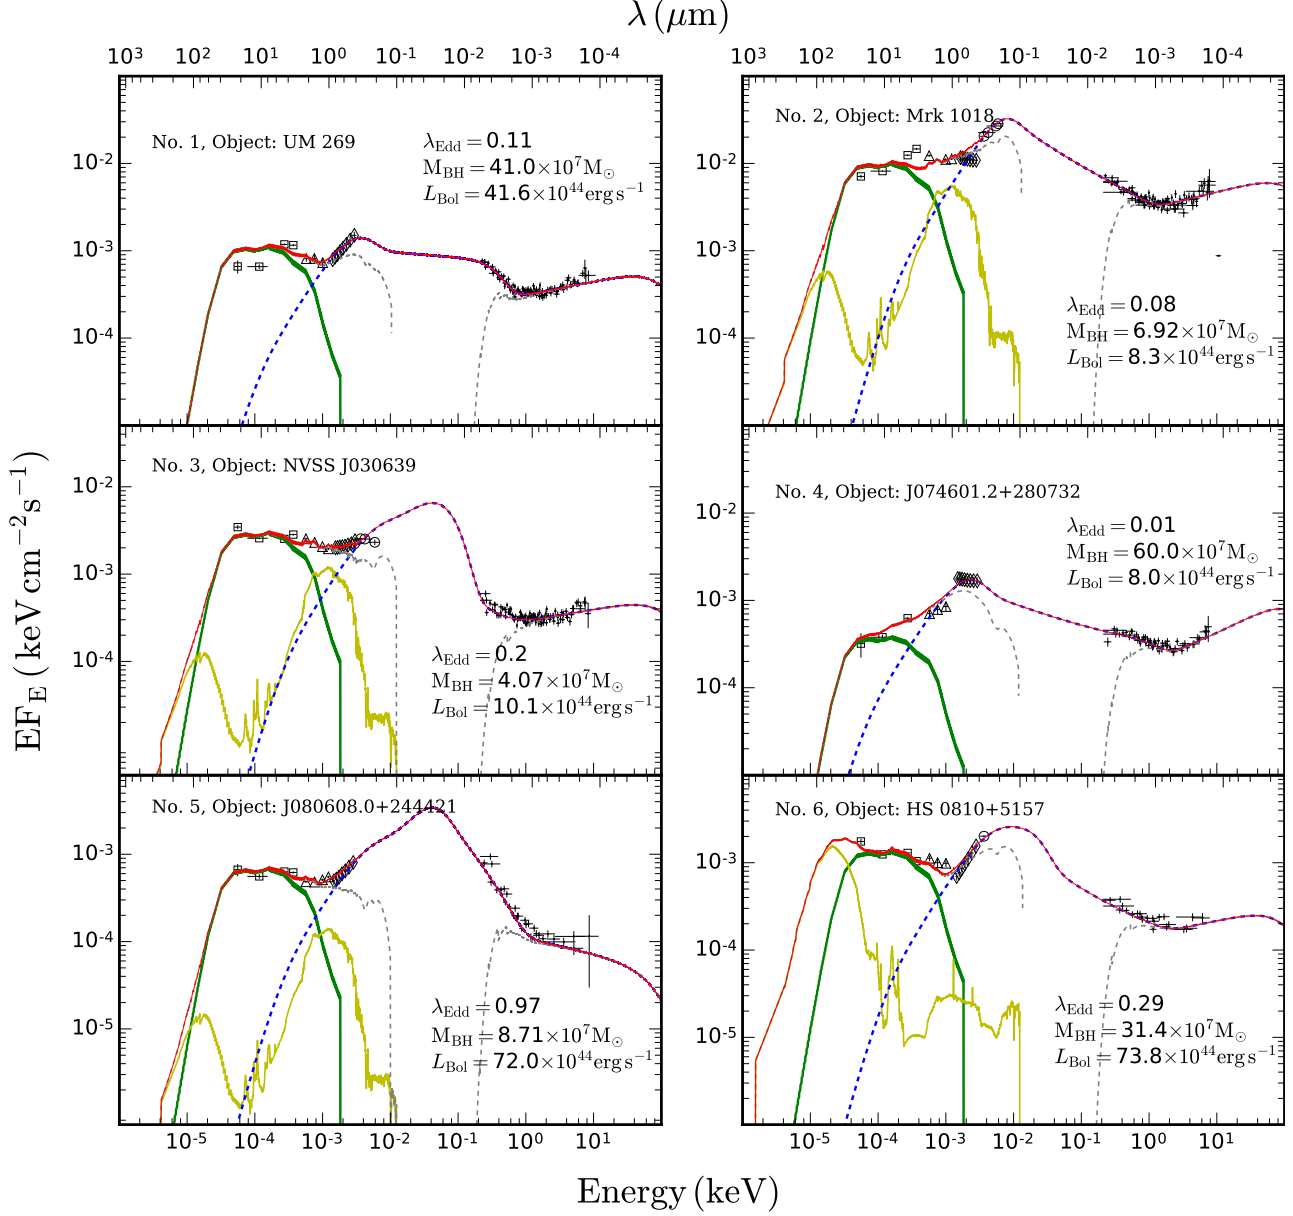 λ (μm)
10³ 10² 10¹ 10⁰ 10⁻¹ 10⁻² 10⁻³ 10⁻⁴
10³ 10² 10¹ 10⁰ 10⁻¹ 10⁻² 10⁻³ 10⁻⁴
No. 1, Object: UM 269
λEdd = 0.11
MBH = 41.0×10⁷M⊙
LBol = 41.6×10⁴⁴erg s⁻¹
10⁻²
10⁻³
10⁻⁴
No. 2, Object: Mrk 1018
λEdd = 0.08
MBH = 6.92×10⁷M⊙
LBol = 8.3×10⁴⁴erg s⁻¹
10⁻²
10⁻³
10⁻⁴
EFE (keV cm⁻²s⁻¹)
No. 3, Object: NVSS J030639
λEdd = 0.2
MBH = 4.07×10⁷M⊙
LBol = 10.1×10⁴⁴erg s⁻¹
10⁻²
10⁻³
10⁻⁴
No. 4, Object: J074601.2+280732
λEdd = 0.01
MBH = 60.0×10⁷M⊙
LBol = 8.0×10⁴⁴erg s⁻¹
10⁻²
10⁻³
10⁻⁴
No. 5, Object: J080608.0+244421
λEdd = 0.97
MBH = 8.71×10⁷M⊙
LBol = 72.0×10⁴⁴erg s⁻¹
10⁻³
10⁻⁴
10⁻⁵
No. 6, Object: HS 0810+5157
λEdd = 0.29
MBH = 31.4×10⁷M⊙
LBol = 73.8×10⁴⁴erg s⁻¹
10⁻³
10⁻⁴
10⁻⁵
10⁻⁵ 10⁻⁴ 10⁻³ 10⁻² 10⁻¹ 10⁰ 10¹
10⁻⁵ 10⁻⁴ 10⁻³ 10⁻² 10⁻¹ 10⁰ 10¹
Energy (keV)